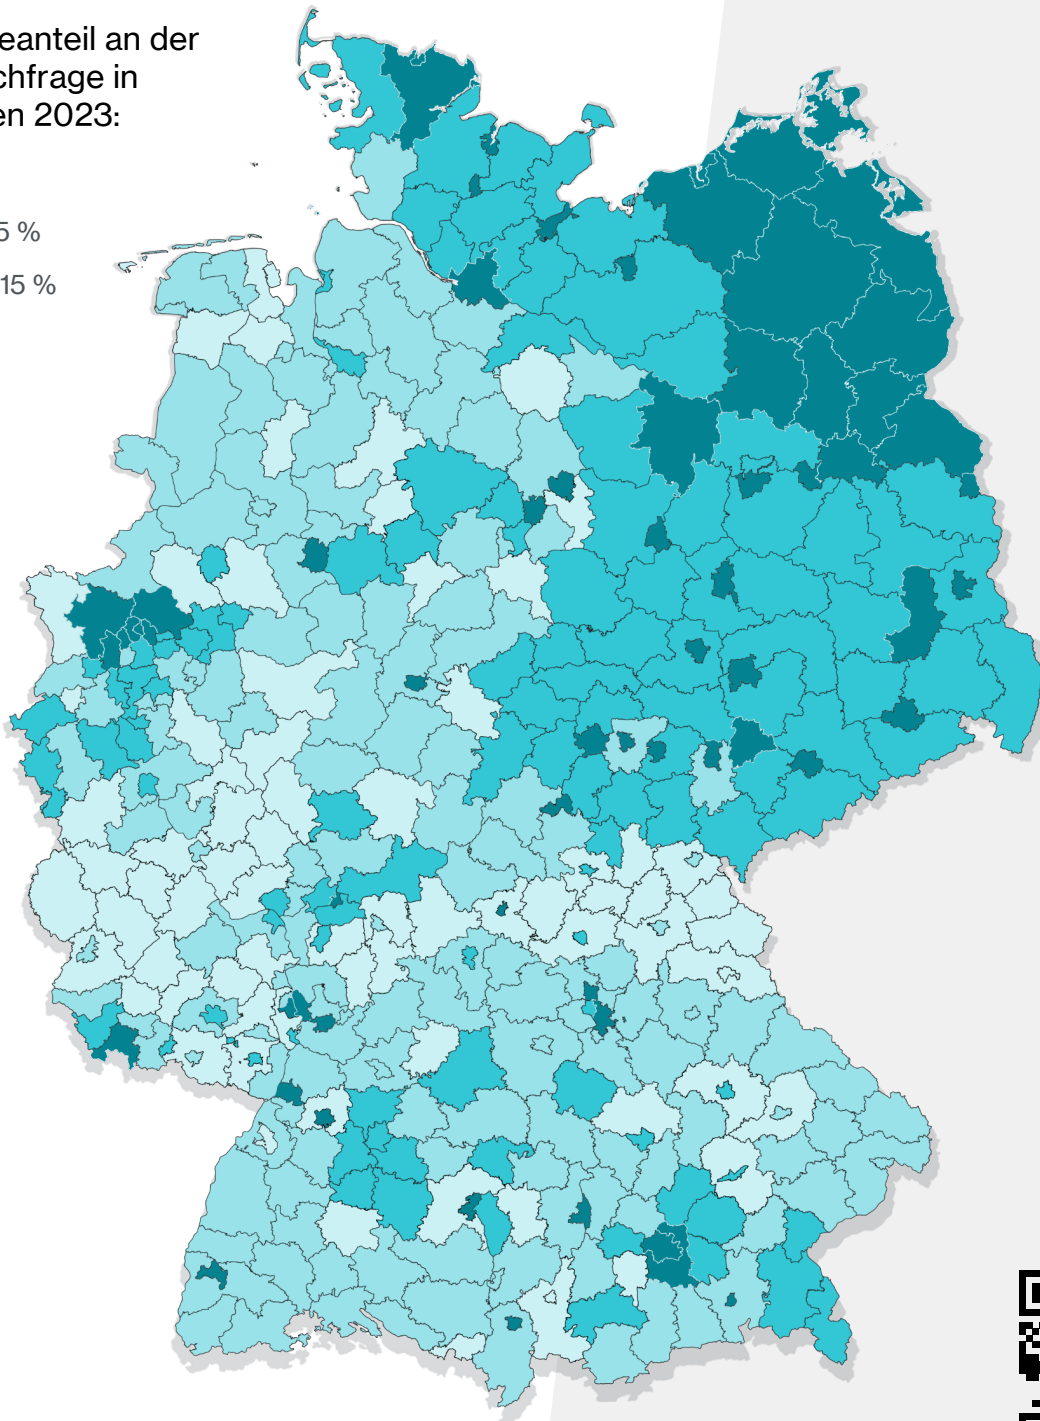 eanteil an der
chfrage in
en 2023:
5 %
15 %